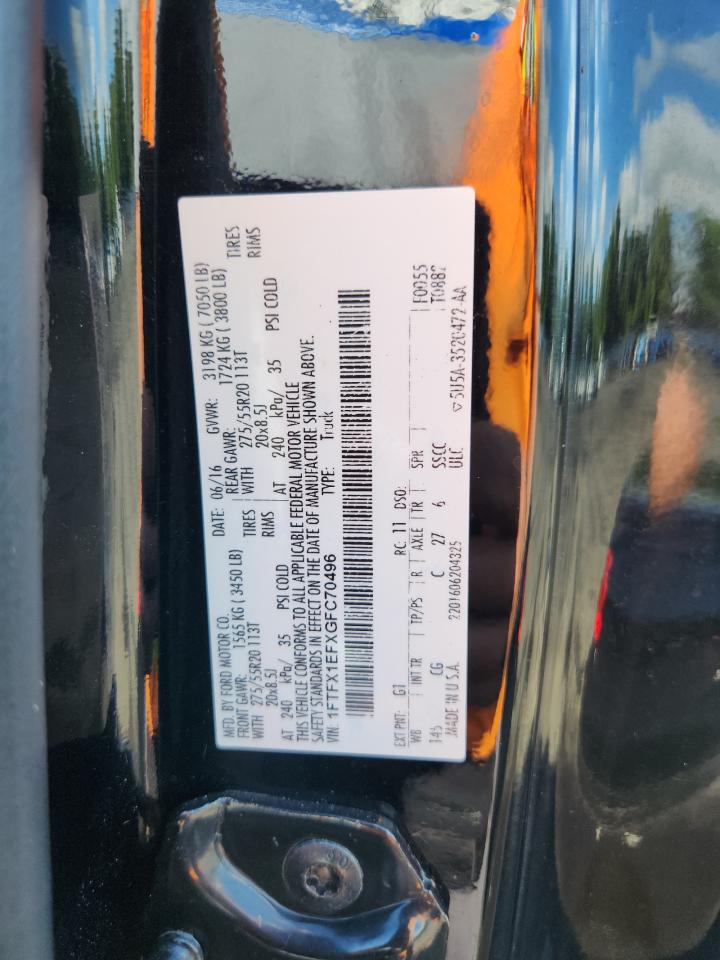 MFD. BY FORD MOTOR CO. DATE: 06/16 GVWR: 3198 KG ( 7050 LB)
FRONT GAWR: 1565 KG ( 3450 LB) REAR GAWR: 1724 KG ( 3800 LB)
WITH 275/55R20 113T TIRES WITH 275/55R20 113T TIRES
20x8.5J RIMS 20x8.5J RIMS
AT 240 kPa/ 35 PSI COLD AT 240 kPa/ 35 PSI COLD
THIS VEHICLE CONFORMS TO ALL APPLICABLE FEDERAL MOTOR VEHICLE
SAFETY STANDARDS IN EFFECT ON THE DATE OF MANUFACTURE SHOWN ABOVE.
VIN: 1FTFX1EFXGFC70496 TYPE: Truck
EXT PNT: G1 RC: 11 DSO: F0055
WB INT TR TP/PS R AXLE TR SPR T0882
145 CG C 27 6 SSCC
MADE IN U.S.A. 2201606204325 ULC ▽ 5U5A-3520472-AA